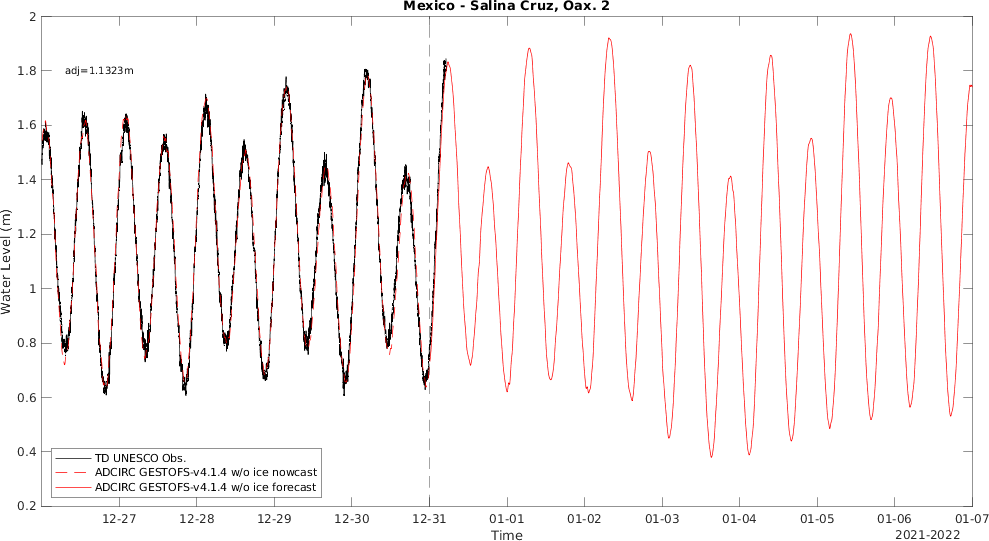 Mexico - Salina Cruz, Oax. 2
adj=1.1323m
Water Level (m)
2
1.8
1.6
1.4
1.2
1
0.8
0.6
0.4
0.2
TD UNESCO Obs.
ADCIRC GESTOFS-v4.1.4 w/o ice nowcast
ADCIRC GESTOFS-v4.1.4 w/o ice forecast
12-27 12-28 12-29 12-30 12-31 01-01 01-02 01-03 01-04 01-05 01-06 01-07
Time
2021-2022